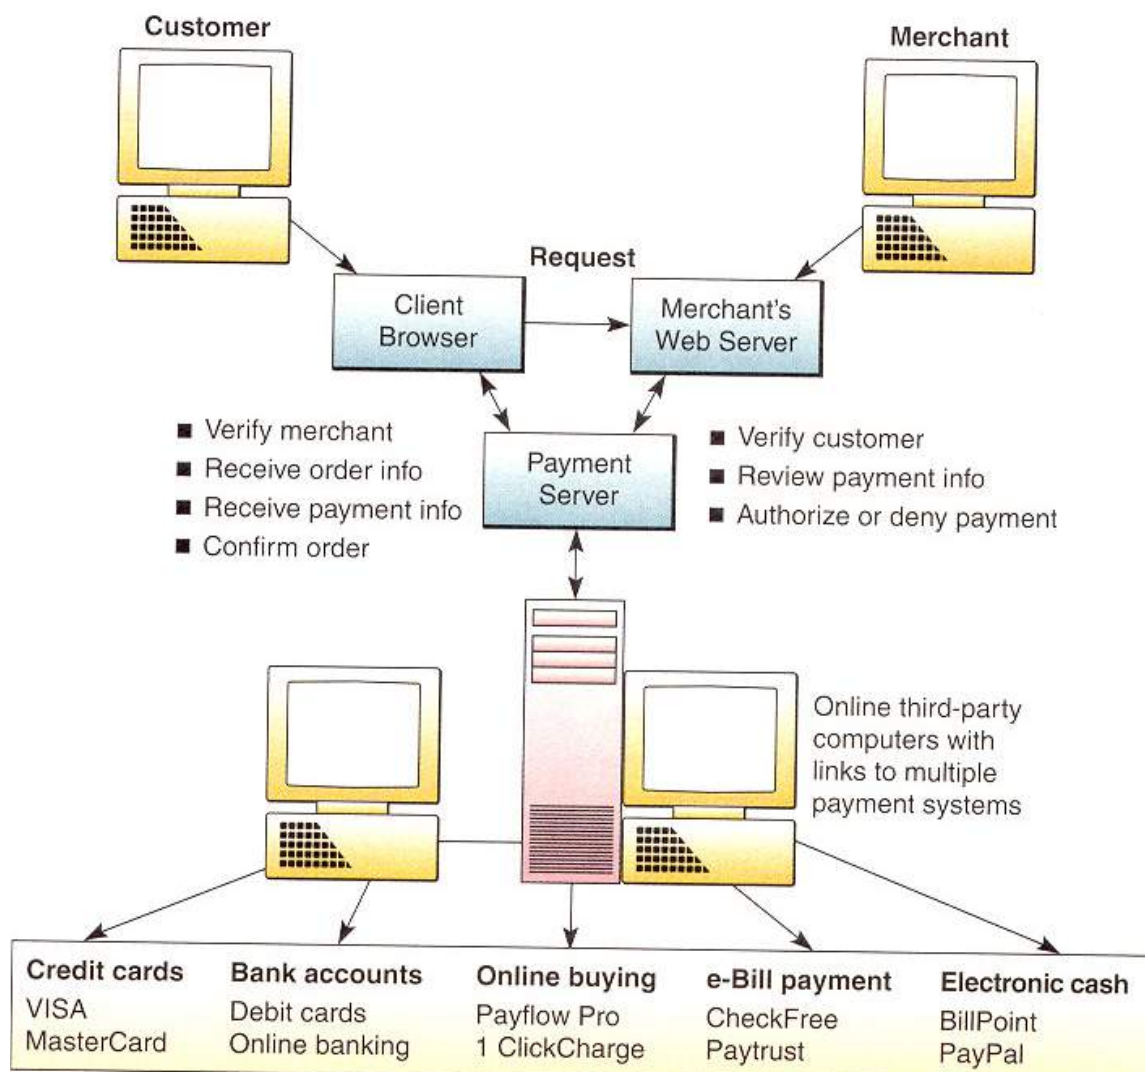 Customer
Merchant
Request
Client
Browser
Merchant's
Web Server
■ Verify merchant
■ Receive order info
■ Receive payment info
■ Confirm order
Payment
Server
■ Verify customer
■ Review payment info
■ Authorize or deny payment
Online third-party
computers with
links to multiple
payment systems
Credit cards
VISA
MasterCard
Bank accounts
Debit cards
Online banking
Online buying
Payflow Pro
1 ClickCharge
e-Bill payment
CheckFree
Paytrust
Electronic cash
BillPoint
PayPal